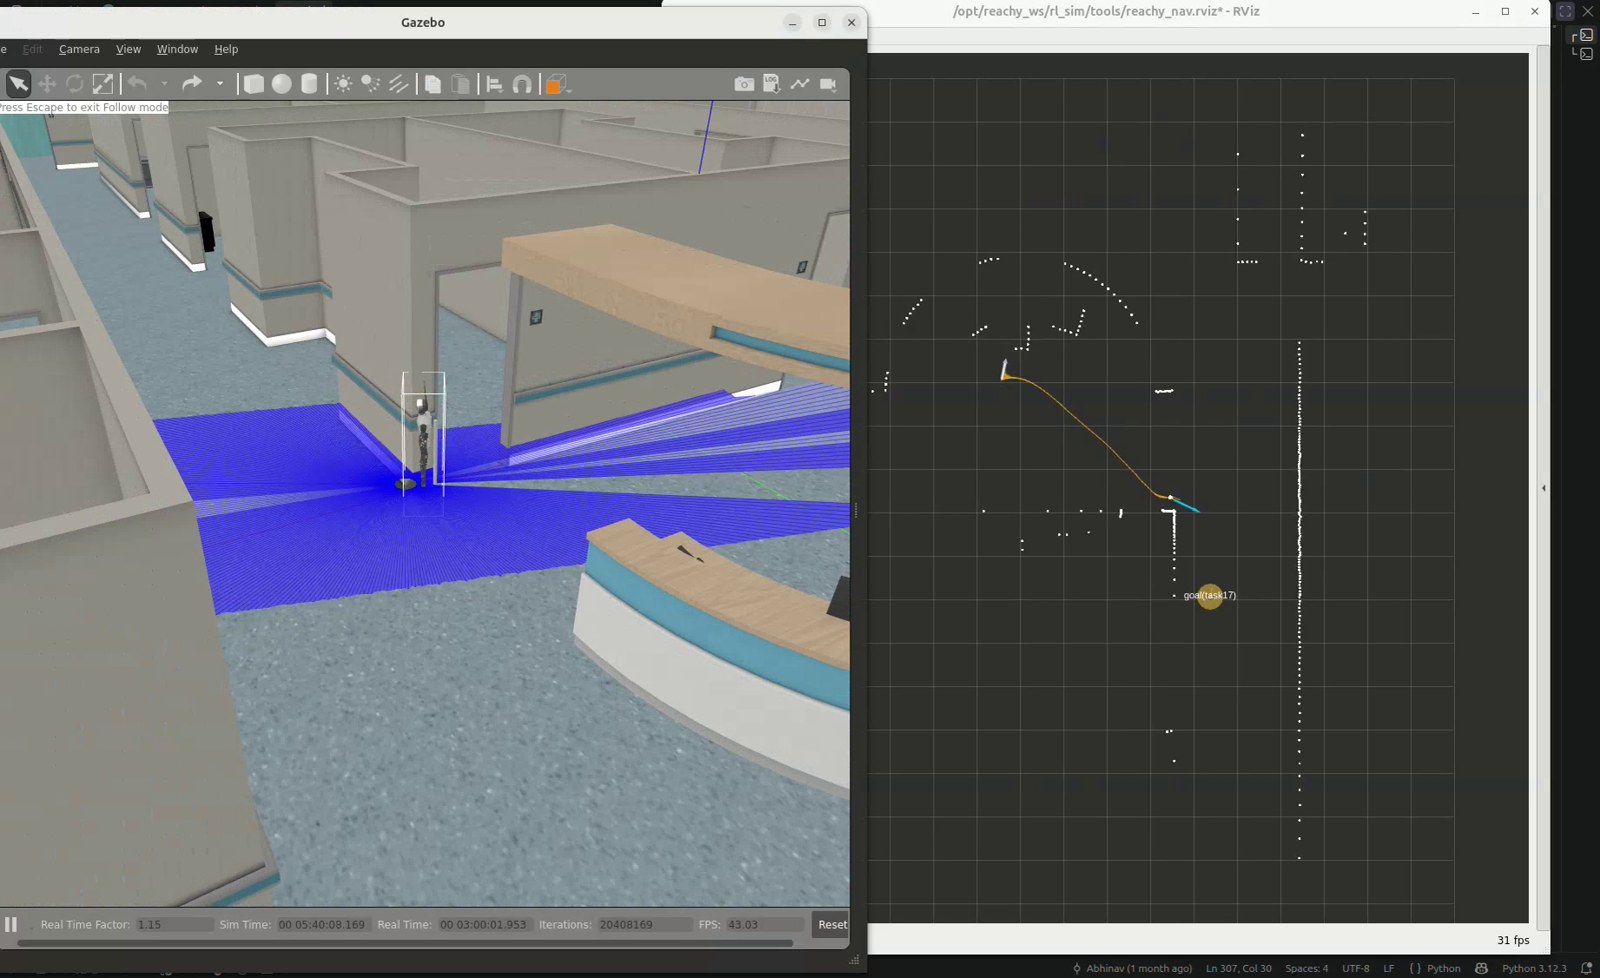 Gazebo
/opt/reachy_ws/rl_sim/tools/reachy_nav.rviz* - RViz
e Edit Camera View Window Help
LOG
Press Escape to exit Follow mode
goal(task17)
Real Time Factor: 1.15 Sim Time: 00 05:40:08.169 Real Time: 00 03:00:01.953 Iterations: 20408169 FPS: 43.03 Reset
31 fps
Abhinav (1 month ago) Ln 307, Col 30 Spaces: 4 UTF-8 LF { } Python Python 3.12.3